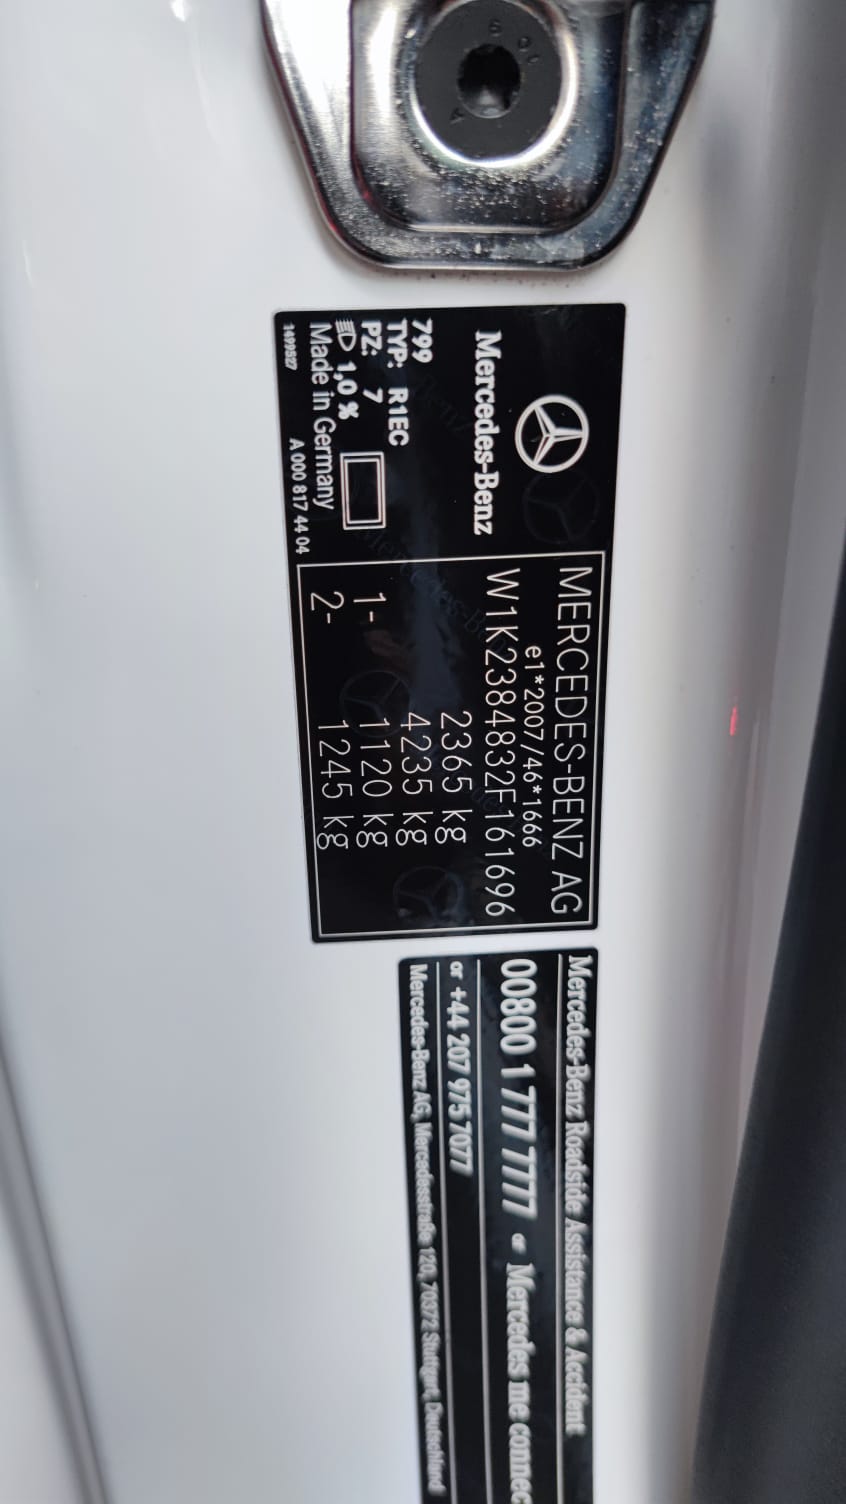 Mercedes-Benz
799
TYP: R1EC
PZ: 7
1,0 %
Made in Germany
1499527 A 000 817 44 04
MERCEDES-BENZ AG
e1*2007/46*1666
W1K2384832F161696
2365 kg
4235 kg
1- 1120 kg
2- 1245 kg
Mercedes-Benz Roadside Assistance & Accident
00800 1 777 7777 or Mercedes me connec
or +44 207 975 7077
Mercedes-Benz AG, Mercedesstraße 120, 70372 Stuttgart, Deutschland